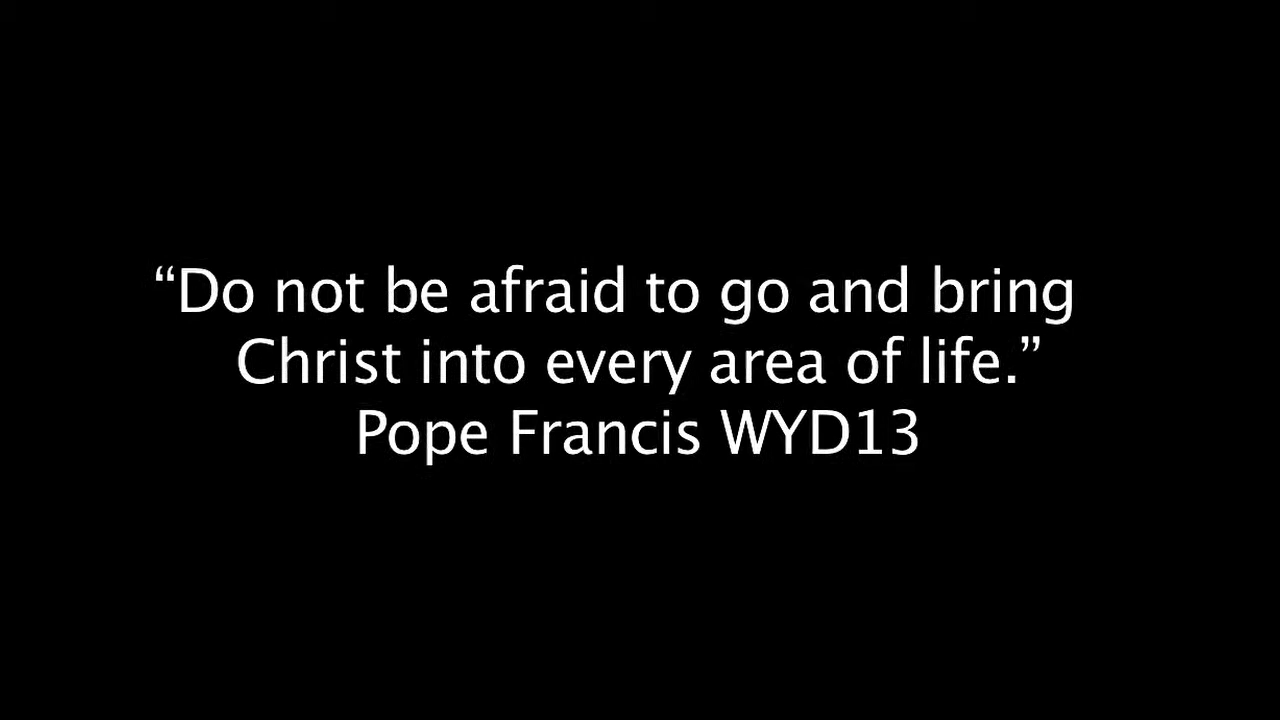 “Do not be afraid to go and bring
Christ into every area of life.”
Pope Francis WYD13